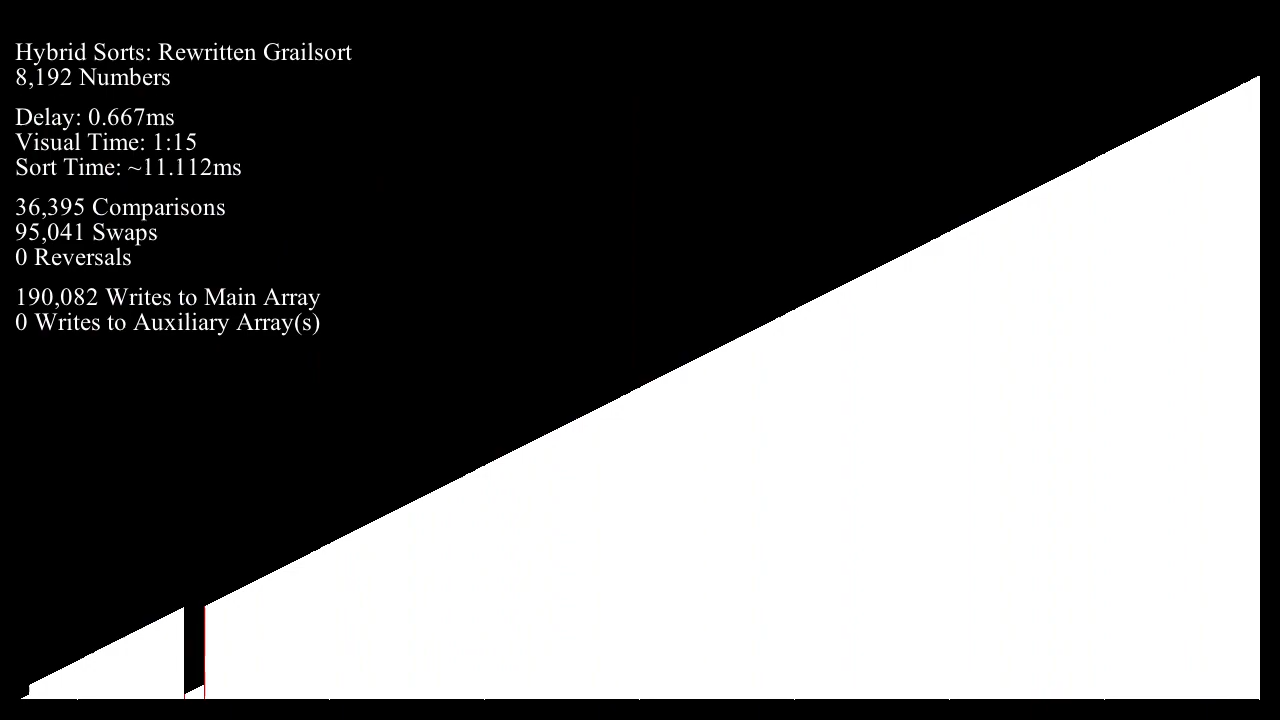 Hybrid Sorts: Rewritten Grailsort
8,192 Numbers
Delay: 0.667ms
Visual Time: 1:15
Sort Time: ~11.112ms
36,395 Comparisons
95,041 Swaps
0 Reversals
190,082 Writes to Main Array
0 Writes to Auxiliary Array(s)